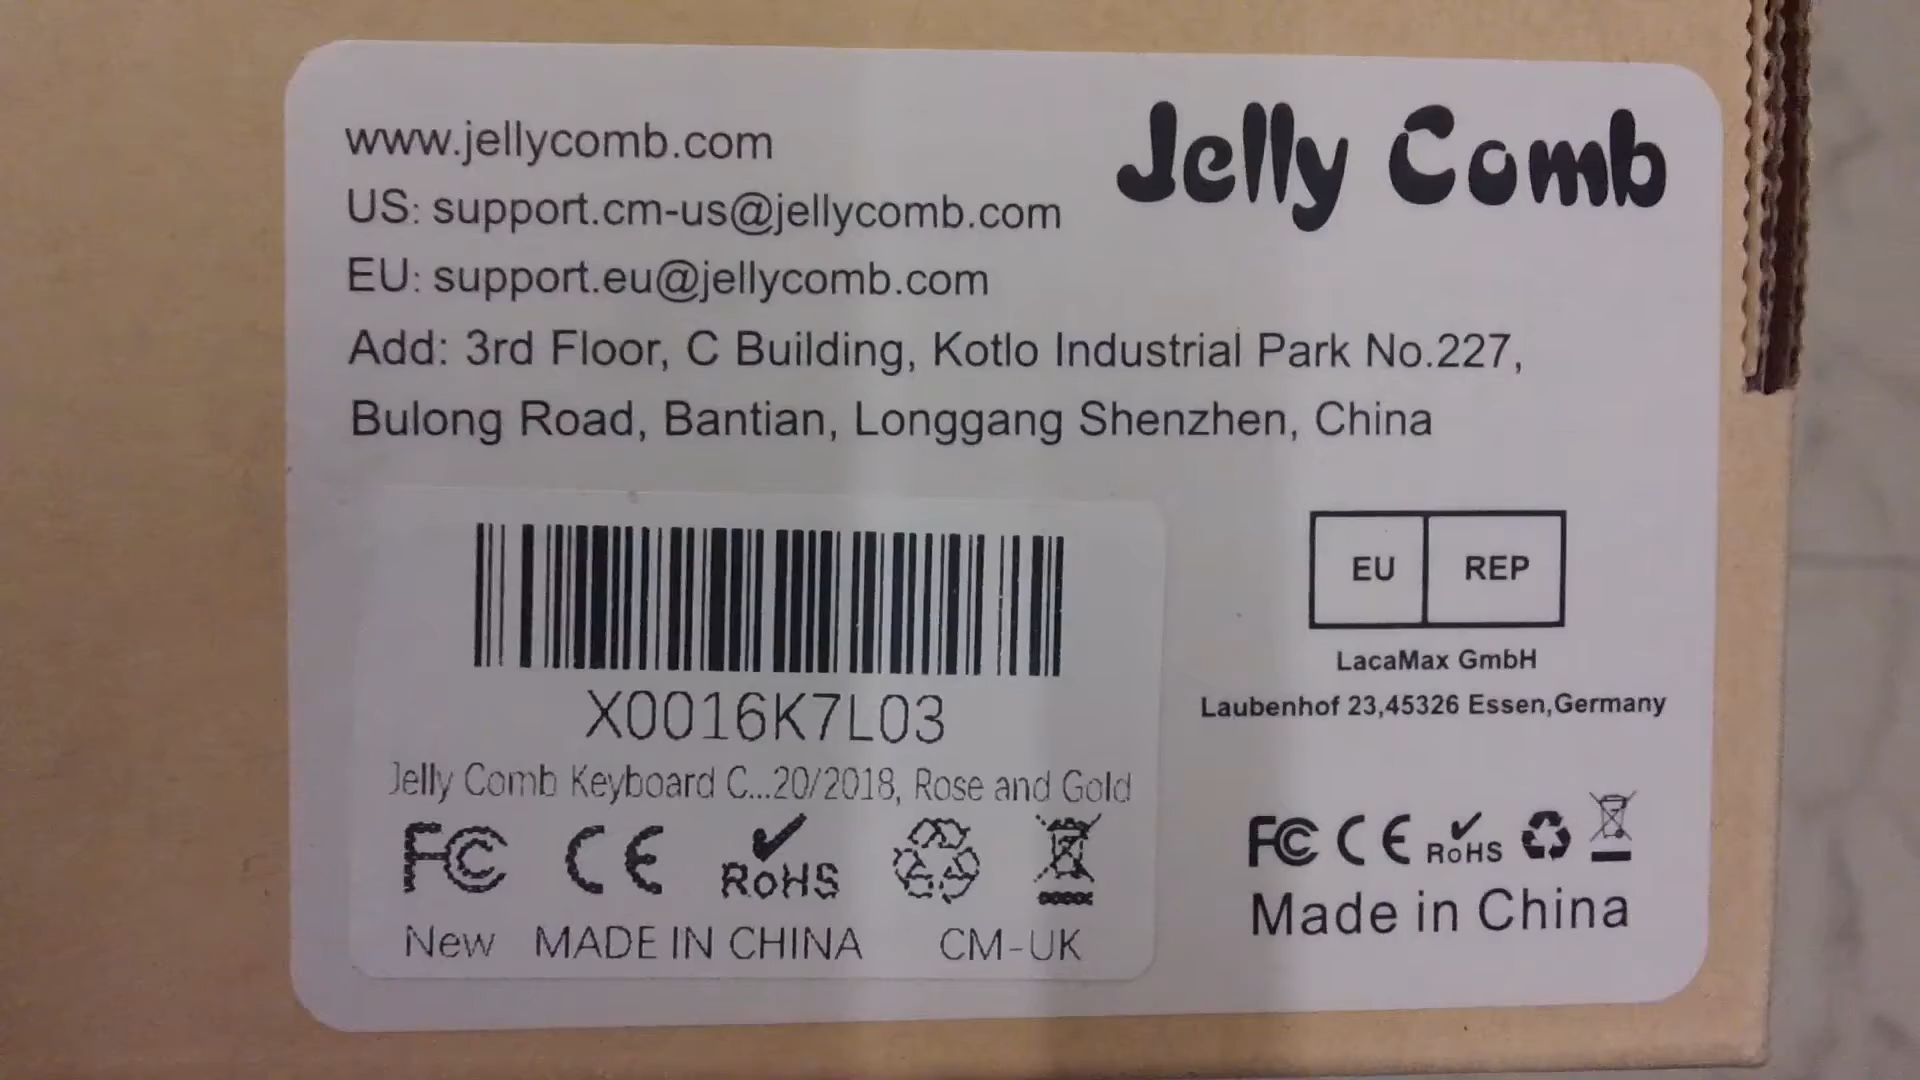 Jelly Comb
www.jellycomb.com
US: support.cm-us@jellycomb.com
EU: support.eu@jellycomb.com
Add: 3rd Floor, C Building, Kotlo Industrial Park No.227,
Bulong Road, Bantian, Longgang Shenzhen, China
X0016K7L03
Jelly Comb Keyboard C...20/2018, Rose and Gold
FC CE RoHS
New MADE IN CHINA CM-UK
EU REP
LacaMax GmbH
Laubenhof 23,45326 Essen,Germany
FC CE RoHS
Made in China